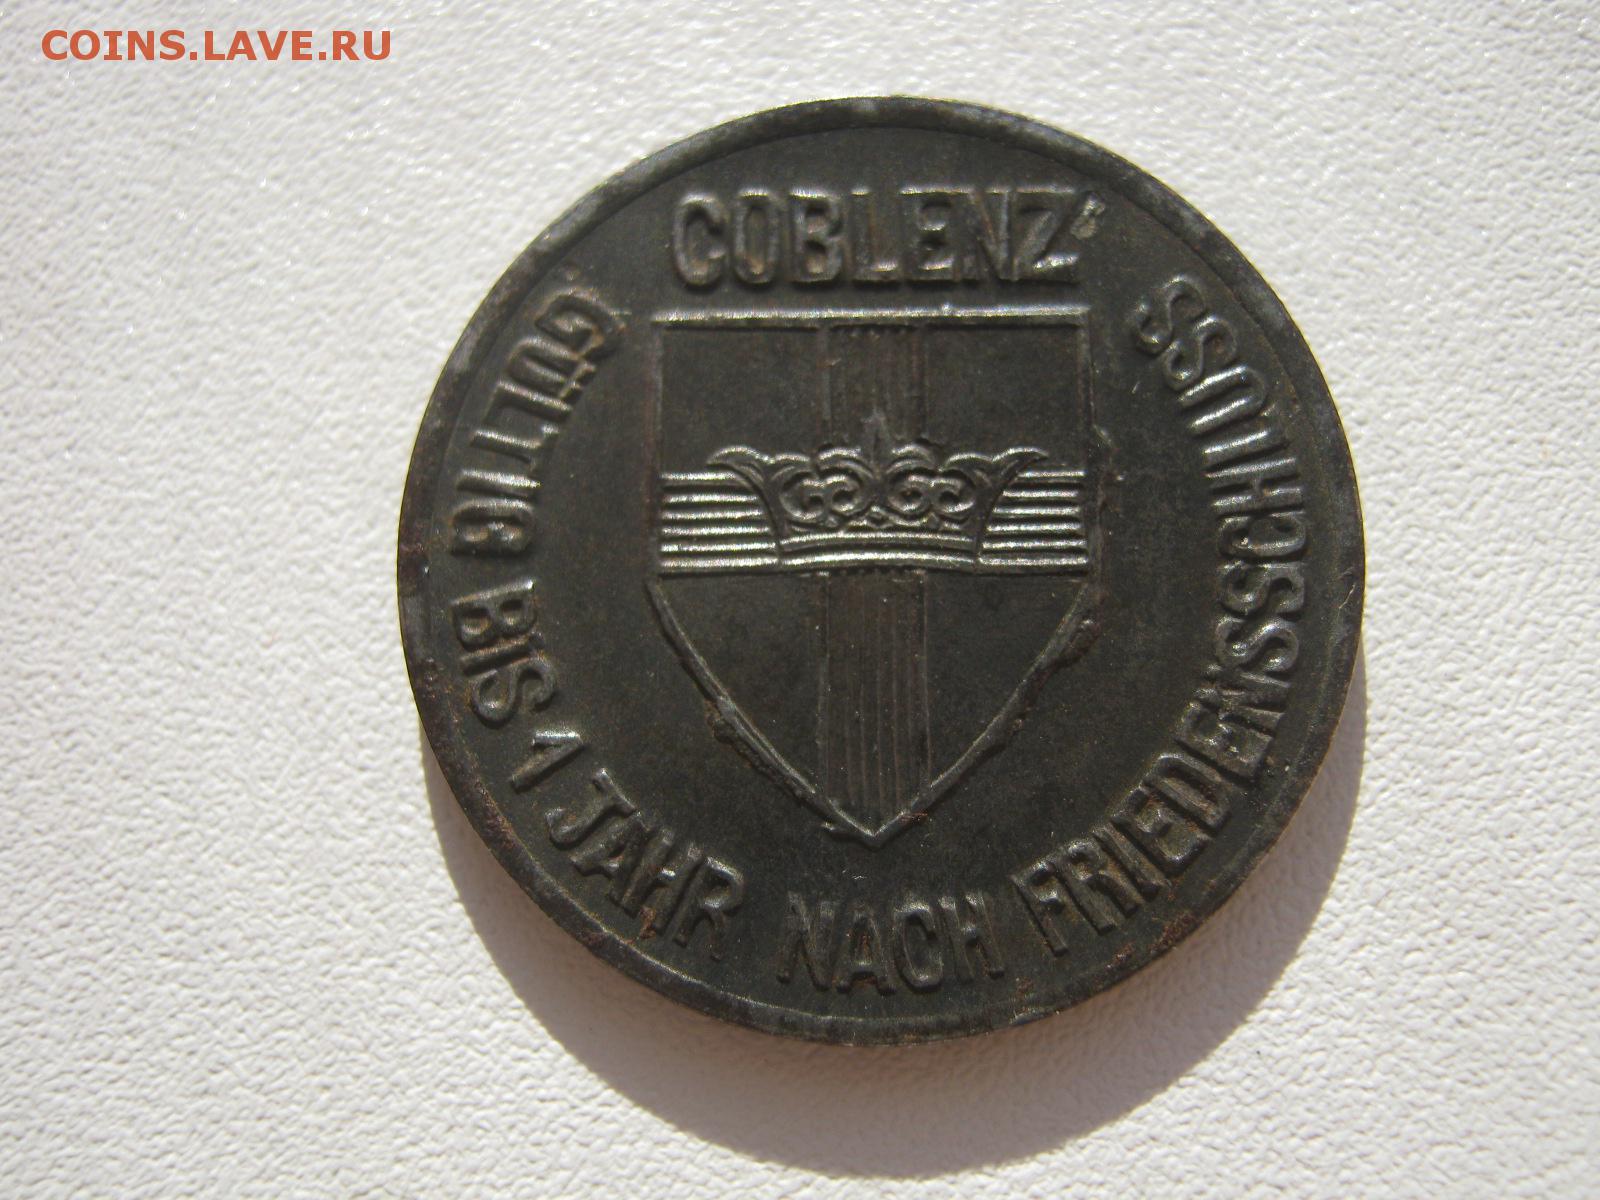 COINS.LAVE.RU
COBLENZ
GÜLTIG BIS 1 JAHR NACH FRIEDENSSCHLUSS